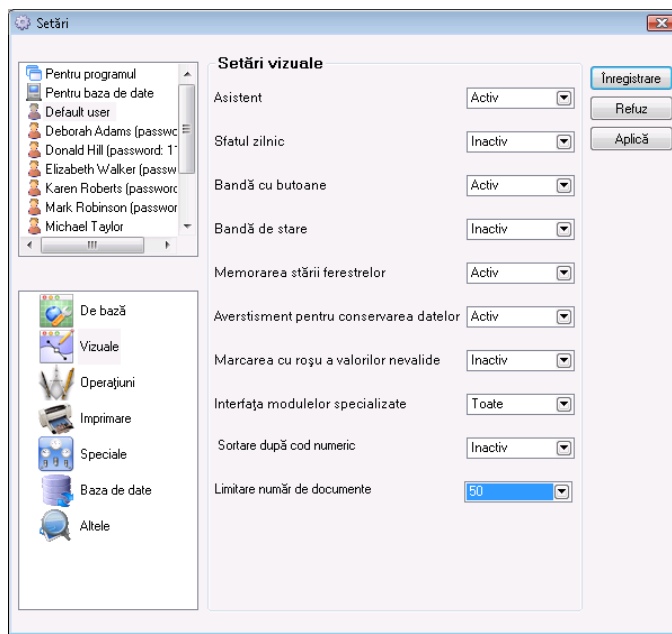 Setări
Pentru programul
Pentru baza de date
Default user
Deborah Adams (passwc
Donald Hill (password: 1
Elizabeth Walker (passw
Karen Roberts (passworc
Mark Robinson (passwor
Michael Taylor
De bază
Vizuale
Operațiuni
Imprimare
Speciale
Baza de date
Altele
Setări vizuale
Asistent Activ
Sfatul zilnic Inactiv
Bandă cu butoane Activ
Bandă de stare Inactiv
Memorarea stării ferestrelor Activ
Averstisment pentru conservarea datelor Activ
Marcarea cu roșu a valorilor nevalide Inactiv
Interfața modulelor specializate Toate
Sortare după cod numeric Inactiv
Limitare număr de documente 50
Înregistrare
Refuz
Aplică